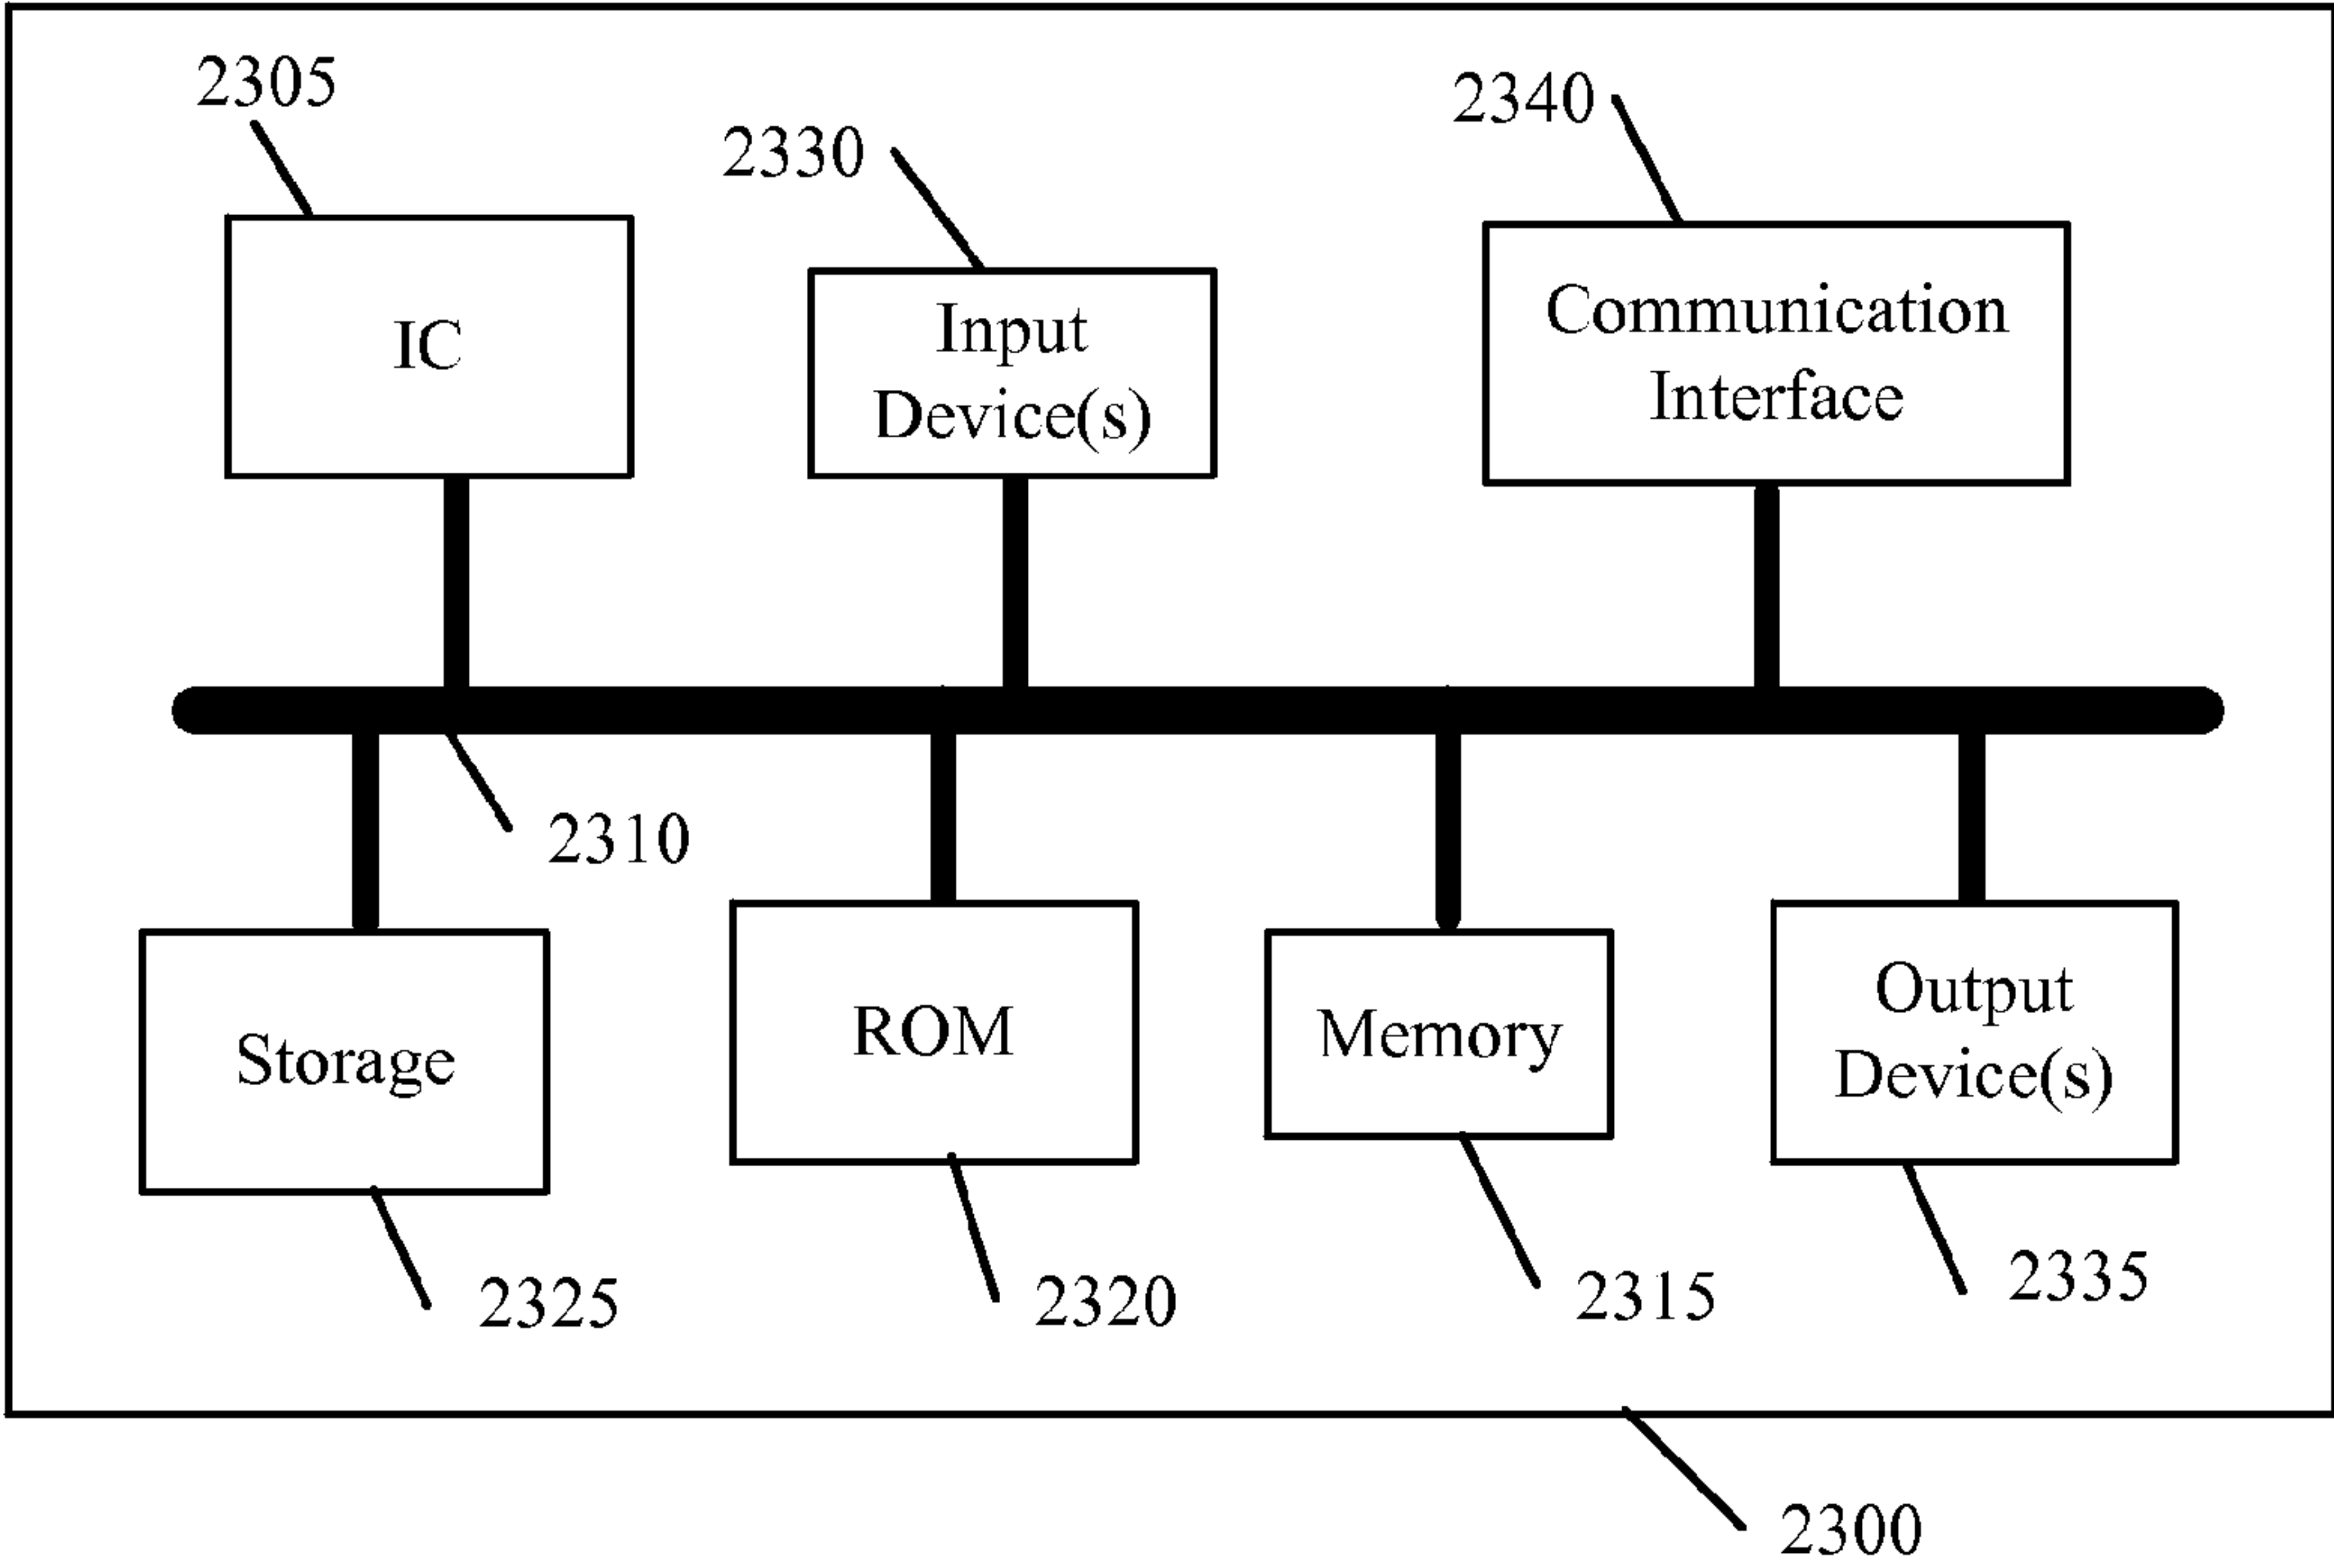 2305
2340
2330
IC
Input
Device(s)
Communication
Interface
2310
Storage
ROM
Memory
Output
Device(s)
2325
2320
2315
2335
2300